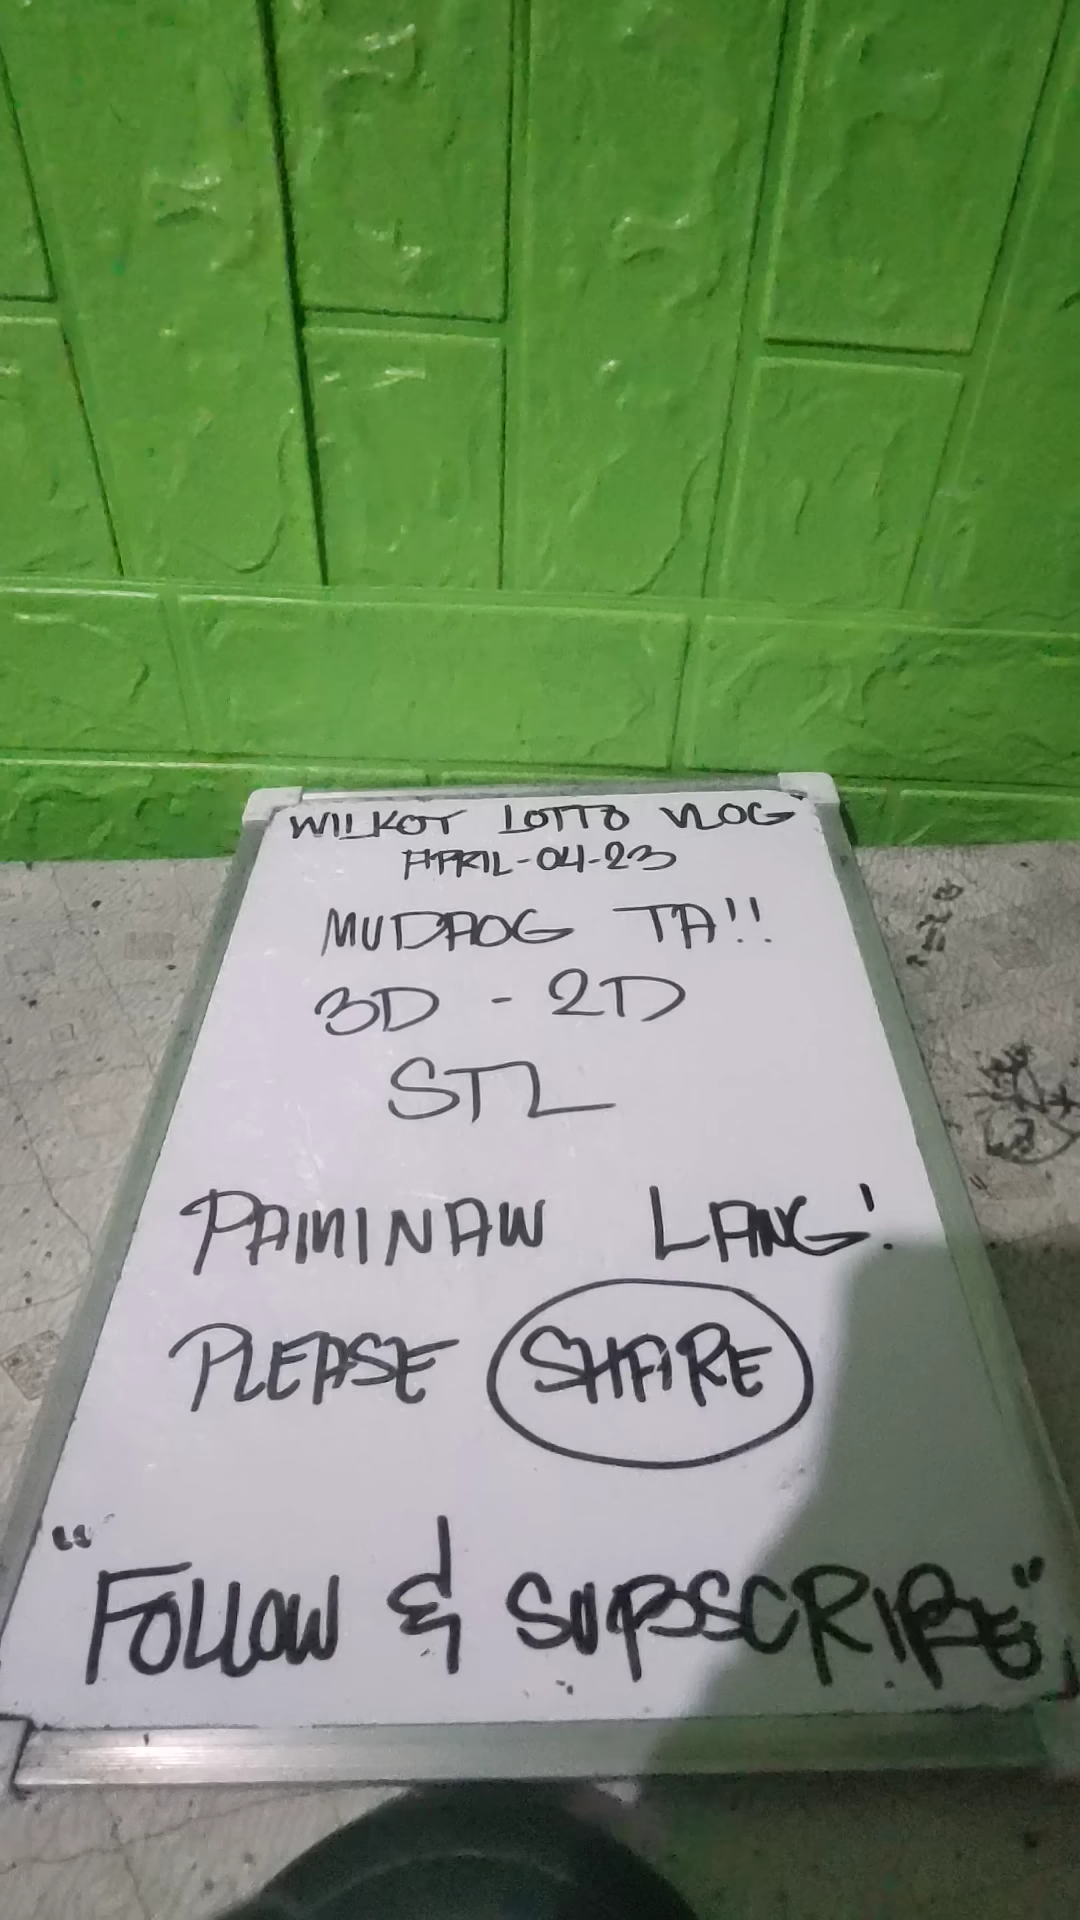 WILKOT LOTTO VLOG
APRIL-04-23
MUDAOG TA!!
3D - 2D
STL
PAMINAW LANG!
PLEASE SHARE
"FOLLOW & SUBSCRIBE"